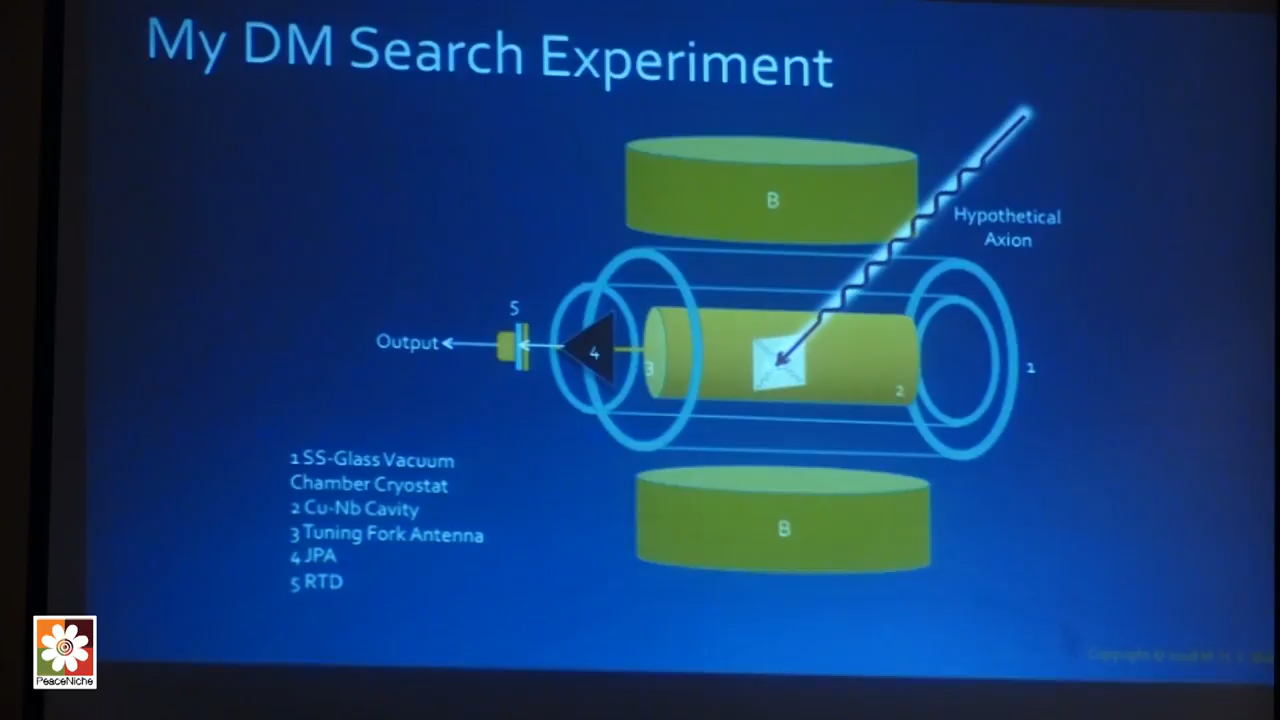 My DM Search Experiment
B
Hypothetical
Axion
5
Output
4
3
2
1
1 SS-Glass Vacuum
Chamber Cryostat
2 Cu-Nb Cavity
3 Tuning Fork Antenna
4 JPA
5 RTD
B
Copyright ©
PeaceNiche